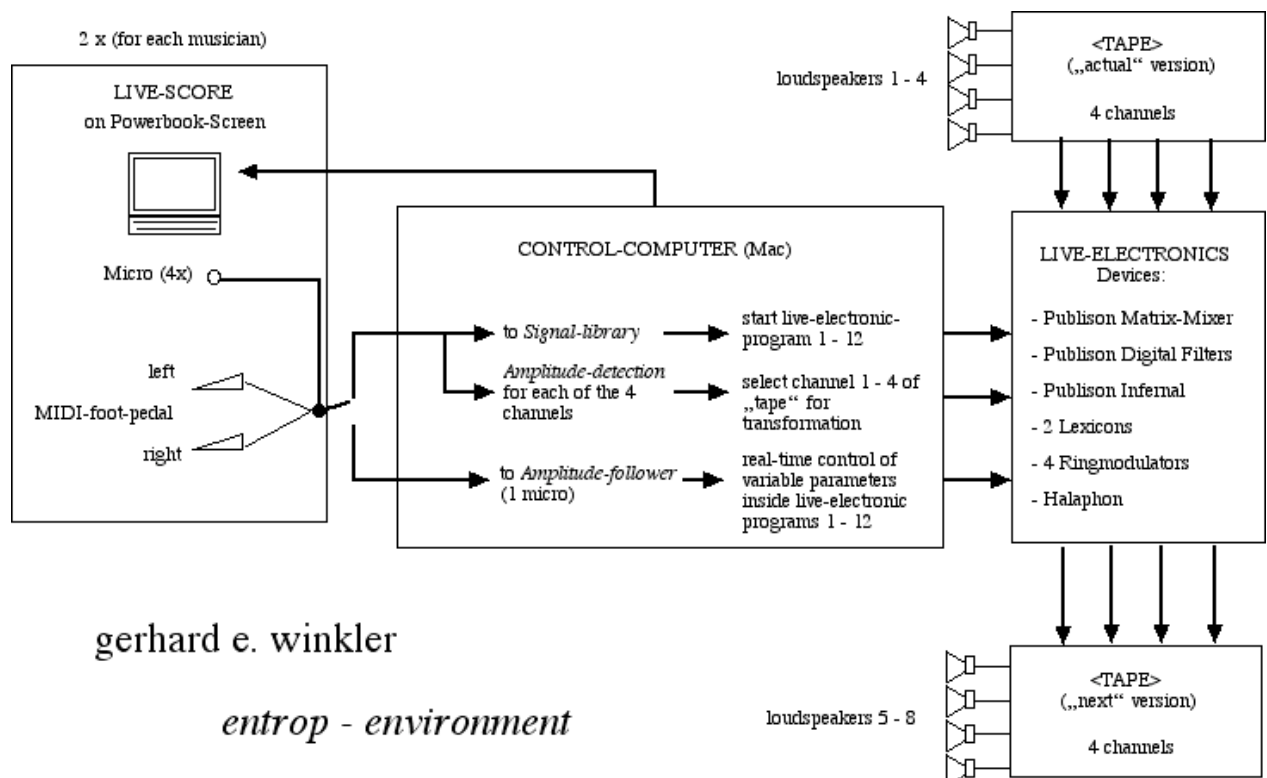 2 x (for each musician)
LIVE-SCORE
on Powerbook-Screen
Micro (4x)
left
MIDI-foot-pedal
right
CONTROL-COMPUTER (Mac)
to Signal-library
start live-electronic-
program 1 - 12
Amplitude-detection
for each of the 4
channels
select channel 1 - 4 of
„tape“ for
transformation
to Amplitude-follower
(1 micro)
real-time control of
variable parameters
inside live-electronic
programs 1 - 12
loudspeakers 1 - 4
<TAPE>
(„actual“ version)
4 channels
LIVE-ELECTRONICS
Devices:
- Publison Matrix-Mixer
- Publison Digital Filters
- Publison Infernal
- 2 Lexicons
- 4 Ringmodulators
- Halaphon
loudspeakers 5 - 8
<TAPE>
(„next“ version)
4 channels
gerhard e. winkler
entrop - environment